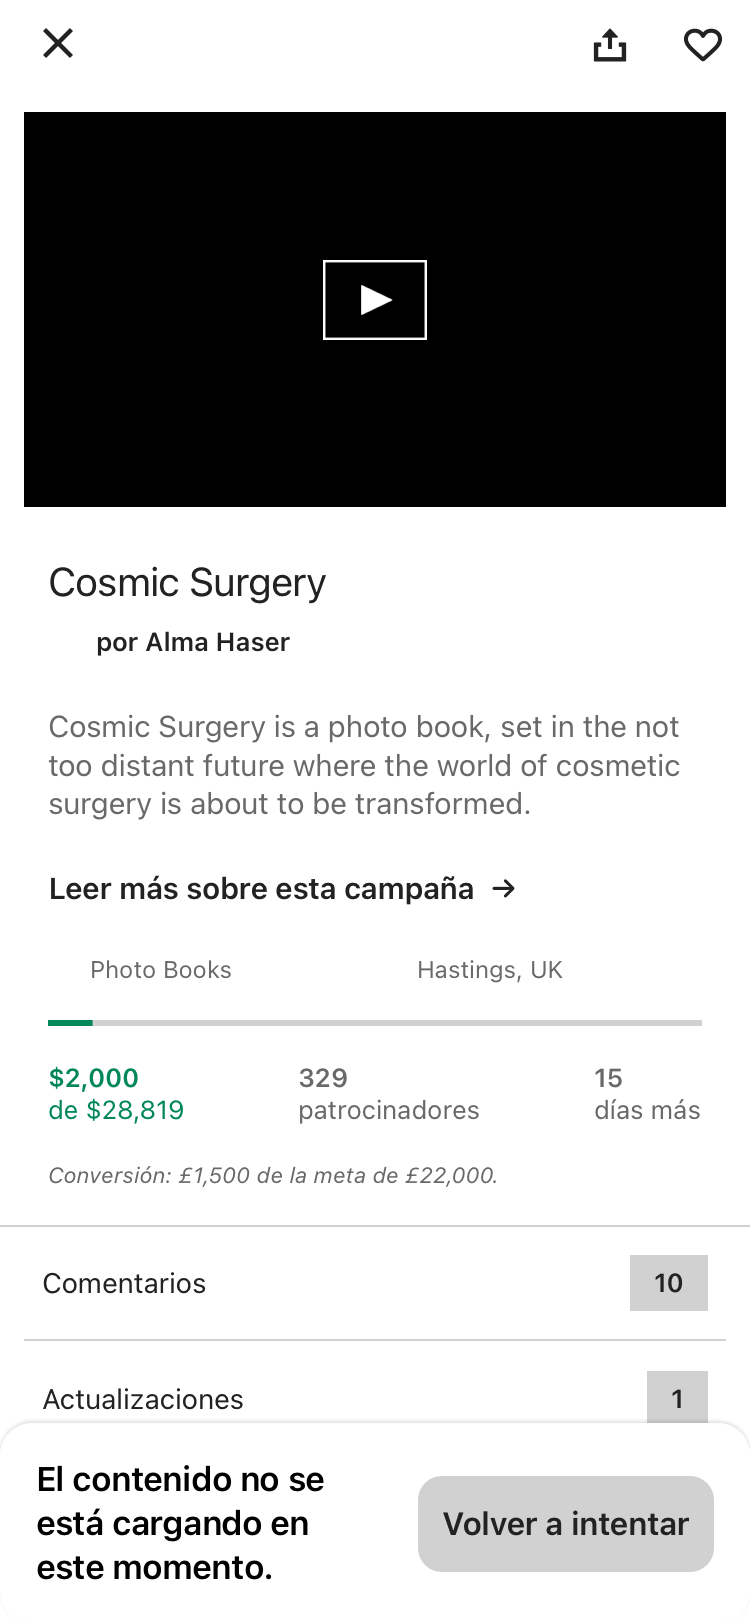 Cosmic Surgery
por Alma Haser
Cosmic Surgery is a photo book, set in the not
too distant future where the world of cosmetic
surgery is about to be transformed.
Leer más sobre esta campaña →
Photo Books
Hastings, UK
$2,000
de $28,819
329
patrocinadores
15
días más
Conversión: £1,500 de la meta de £22,000.
Comentarios
10
Actualizaciones
1
El contenido no se
está cargando en
este momento.
Volver a intentar